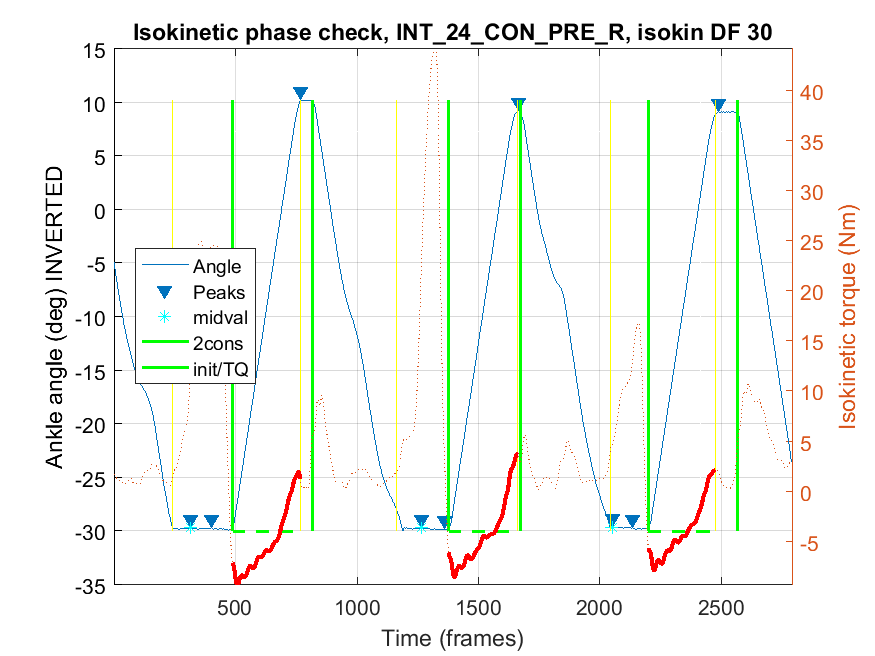 Isokinetic phase check, INT_24_CON_PRE_R, isokin DF 30
Ankle angle (deg) INVERTED
15
10
5
0
-5
-10
-15
-20
-25
-30
-35
Angle
Peaks
midval
2cons
init/TQ
40
35
30
25
20
15
10
5
0
-5
Isokinetic torque (Nm)
500
1000
1500
2000
2500
Time (frames)